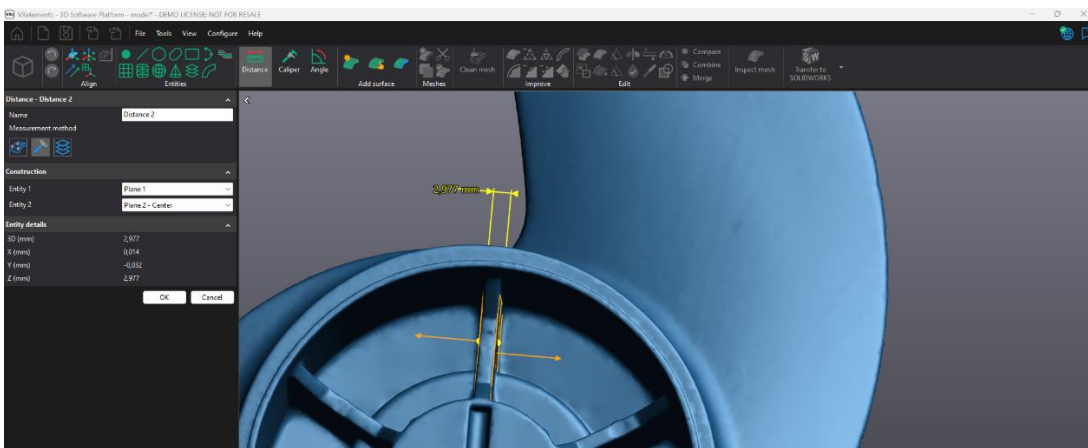 VXelements - 3D Software Platform - model* - DEMO LICENSE: NOT FOR RESALE
File Tools View Configure Help
Distance Caliper Angle Clean mesh Compare Combine Merge Inspect mesh Transfer to SOLIDWORKS
Align Entities Add surface Meshes Improve Edit
Distance - Distance 2
Name Distance 2
Measurement method
Construction
Entity 1 Plane 1
Entity 2 Plane 2 - Center
Entity details
3D (mm) 2,977
X (mm) 0,014
Y (mm) -0,032
Z (mm) 2,977
OK Cancel
2,977 mm